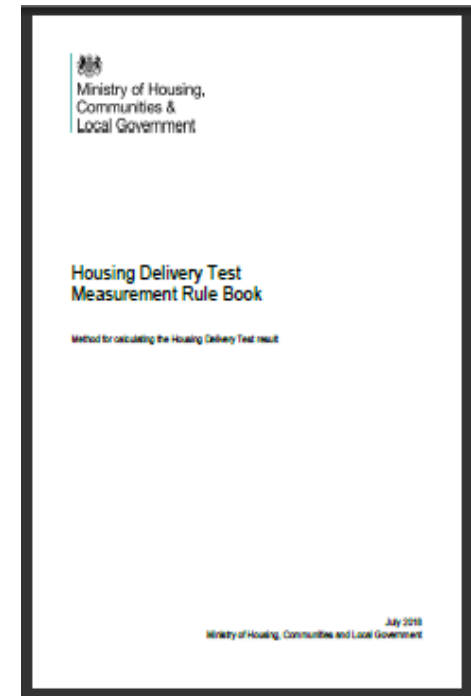 Ministry of Housing,
Communities &
Local Government
Housing Delivery Test
Measurement Rule Book
Method for calculating the Housing Delivery Test result
July 2018
Ministry of Housing, Communities and Local Government